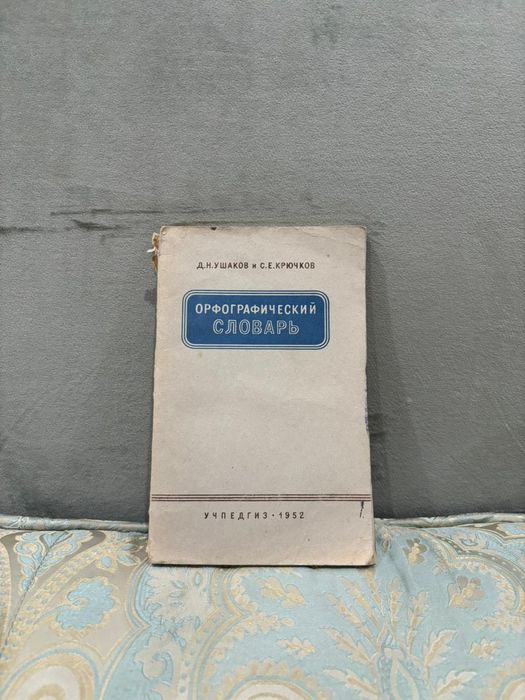 Д.Н.УШАКОВ и С.Е.КРЮЧКОВ
ОРФОГРАФИЧЕСКИЙ
СЛОВАРЬ
УЧПЕДГИЗ · 1952